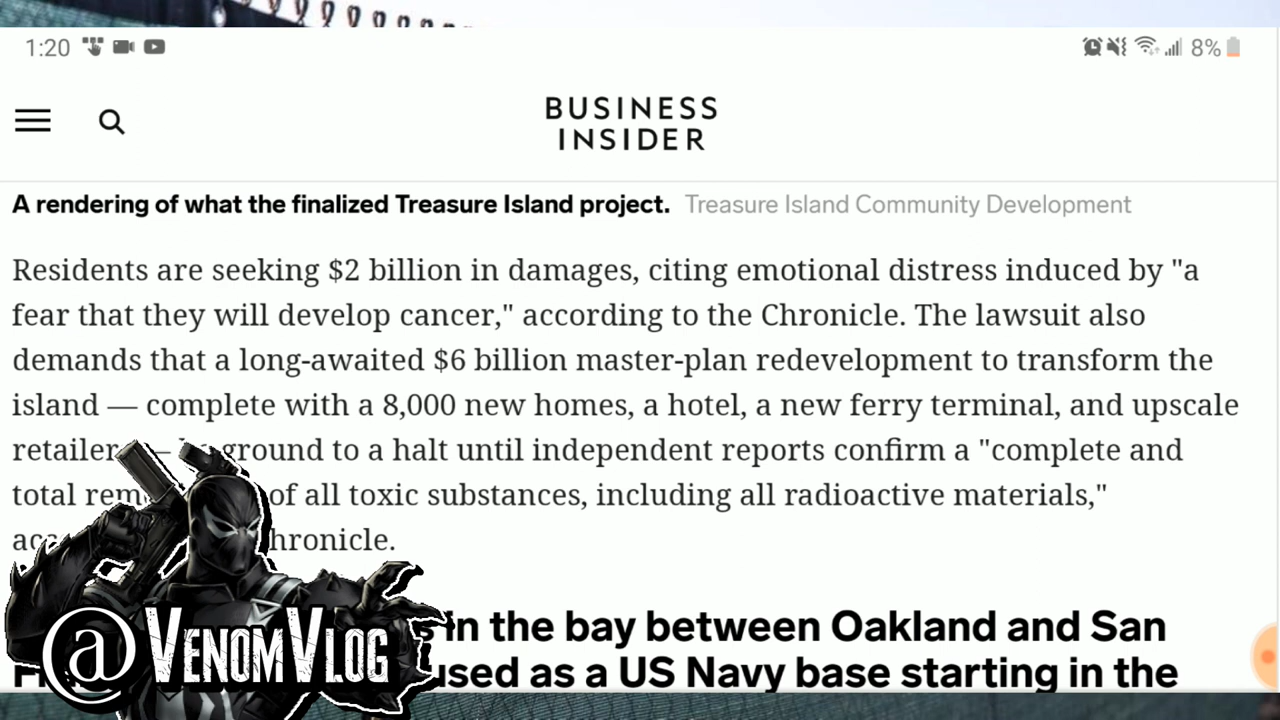 1:20
8%
BUSINESS
INSIDER
A rendering of what the finalized Treasure Island project. Treasure Island Community Development
Residents are seeking $2 billion in damages, citing emotional distress induced by "a
fear that they will develop cancer," according to the Chronicle. The lawsuit also
demands that a long-awaited $6 billion master-plan redevelopment to transform the
island — complete with a 8,000 new homes, a hotel, a new ferry terminal, and upscale
retailer — ground to a halt until independent reports confirm a "complete and
total of all toxic substances, including all radioactive materials,"
hronicle.
in the bay between Oakland and San
used as a US Navy base starting in the
@VENOMVLOG